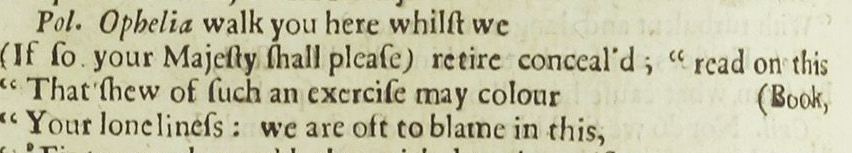 Pol. Ophelia walk you here whilſt we
(If ſo your Majeſty ſhall pleaſe) retire conceal'd; “ read on this
“ That ſhew of ſuch an exerciſe may colour (Book,
“ Your lonelineſs: we are oft to blame in this,